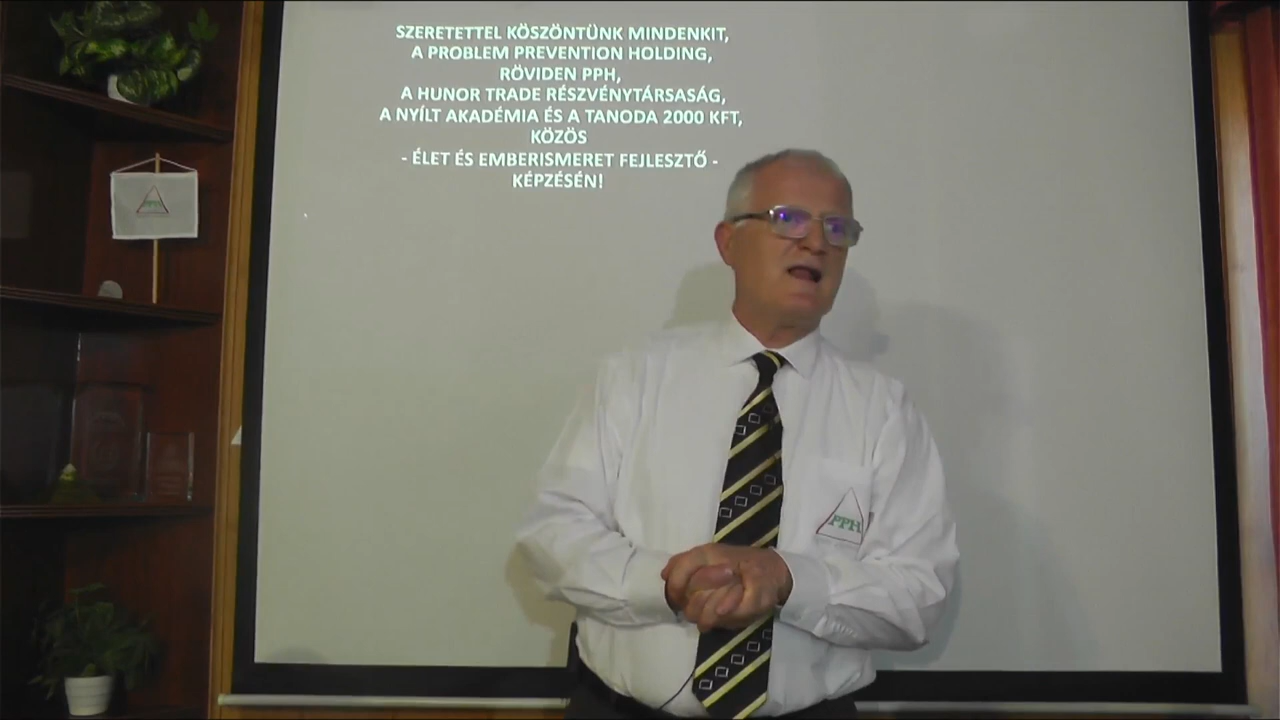 SZERETETTEL KÖSZÖNTÜNK MINDENKIT,
A PROBLEM PREVENTION HOLDING,
RÖVIDEN PPH,
A HUNOR TRADE RÉSZVÉNYTÁRSASÁG,
A NYÍLT AKADÉMIA ÉS A TANODA 2000 KFT,
KÖZÖS
- ÉLET ÉS EMBERISMERET FEJLESZTŐ -
KÉPZÉSÉN!
PPH
PPH